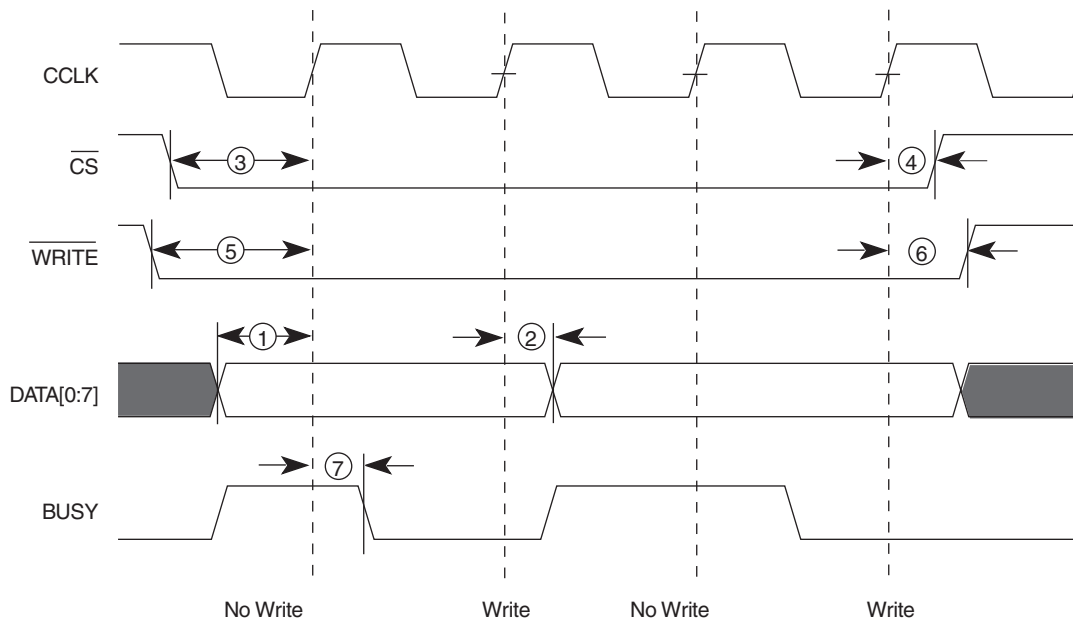 CCLK
CS
3
4
WRITE
5
6
1
2
DATA[0:7]
7
BUSY
No Write Write No Write Write